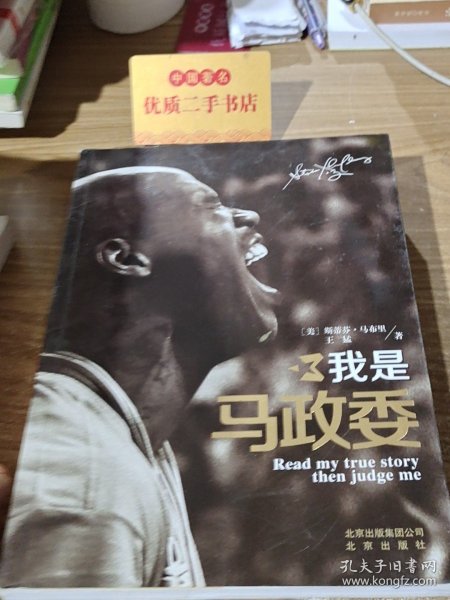 中国著名
优质二手书店
[美] 斯蒂芬·马布里
王猛 著
我是
马政委
Read my true story
then judge me
北京出版集团公司
北京出版社
孔夫子旧书网
www.kongfz.com